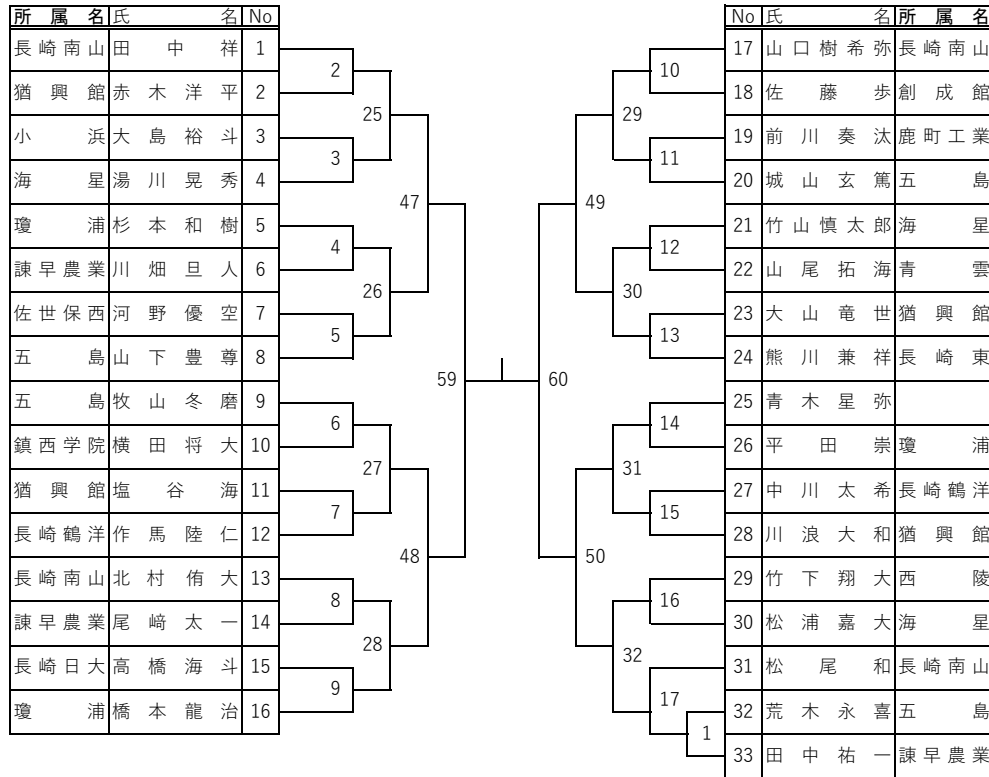 所属名 氏名 No
長崎南山 田中祥 1
猶興館 赤木洋平 2
小浜 大島裕斗 3
海星 湯川晃秀 4
瓊浦 杉本和樹 5
諫早農業 川畑旦人 6
佐世保西 河野優空 7
五島 山下豊尊 8
五島 牧山冬磨 9
鎮西学院 横田将大 10
猶興館 塩谷海 11
長崎鶴洋 作馬陸仁 12
長崎南山 北村侑大 13
諫早農業 尾﨑太一 14
長崎日大 高橋海斗 15
瓊浦 橋本龍治 16
2
3
4
5
6
7
8
9
25
26
27
28
47
48
59
60
49
50
29
30
31
32
10
11
12
13
14
15
16
17
1
No 氏名 所属名
17 山口樹希弥 長崎南山
18 佐藤歩 創成館
19 前川奏汰 鹿町工業
20 城山玄篤 五島
21 竹山慎太郎 海星
22 山尾拓海 青雲
23 大山竜世 猶興館
24 熊川兼祥 長崎東
25 青木星弥
26 平田崇 瓊浦
27 中川太希 長崎鶴洋
28 川浪大和 猶興館
29 竹下翔大 西陵
30 松浦嘉大 海星
31 松尾和 長崎南山
32 荒木永喜 五島
33 田中祐一 諫早農業